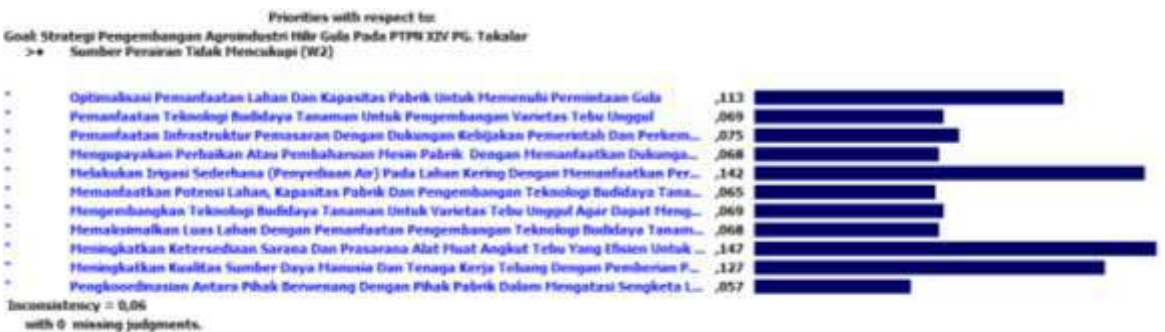 Priorities with respect to:
Goal: Strategi Pengembangan Agroindustri Hilir Gula Pada PTPN XIV PG. Takalar
>• Sumber Perairan Tidak Mencukupi (W2)
Optimalisasi Pemanfaatan Lahan Dan Kapasitas Pabrik Untuk Memenuhi Permintaan Gula ,113
Pemanfaatan Teknologi Budidaya Tanaman Untuk Pengembangan Varietas Tebu Unggul ,069
Pemanfaatan Infrastruktur Pemasaran Dengan Dukungan Kebijakan Pemerintah Dan Perkem... ,075
Mengupayakan Perbaikan Atau Pembaharuan Mesin Pabrik Dengan Memanfaatkan Dukunga... ,068
Melakukan Irigasi Sederhana (Penyediaan Air) Pada Lahan Kering Dengan Memanfaatkan Per... ,142
Memanfaatkan Potensi Lahan, Kapasitas Pabrik Dan Pengembangan Teknologi Budidaya Tana... ,065
Mengembangkan Teknologi Budidaya Tanaman Untuk Varietas Tebu Unggul Agar Dapat Meng... ,069
Memaksimalkan Luas Lahan Dengan Pemanfaatan Pengembangan Teknologi Budidaya Tanam... ,068
Meningkatkan Ketersediaan Sarana Dan Prasarana Alat Muat Angkut Tebu Yang Efisien Untuk ... ,147
Meningkatkan Kualitas Sumber Daya Manusia Dan Tenaga Kerja Tebang Dengan Pemberian P... ,127
Pengkoordinasian Antara Pihak Berwenang Dengan Pihak Pabrik Dalam Mengatasi Sengketa L... ,057
Inconsistency = 0,06
with 0 missing judgments.